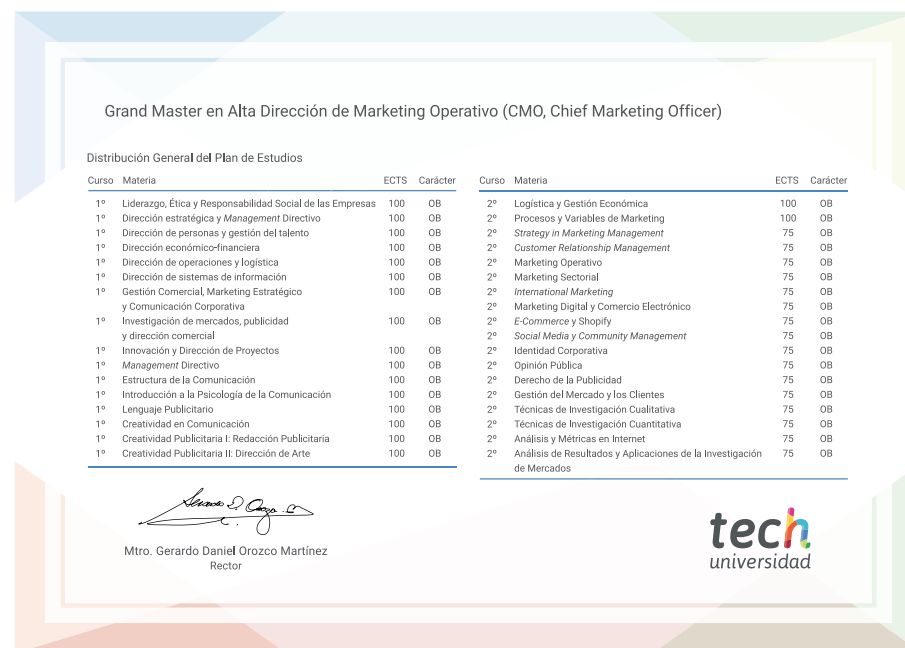 Grand Master en Alta Dirección de Marketing Operativo (CMO, Chief Marketing Officer)
Distribución General del Plan de Estudios
Curso Materia ECTS Carácter
1º Liderazgo, Ética y Responsabilidad Social de las Empresas 100 OB
1º Dirección estratégica y Management Directivo 100 OB
1º Dirección de personas y gestión del talento 100 OB
1º Dirección económico-financiera 100 OB
1º Dirección de operaciones y logística 100 OB
1º Dirección de sistemas de información 100 OB
1º Gestión Comercial, Marketing Estratégico 100 OB
y Comunicación Corporativa
1º Investigación de mercados, publicidad 100 OB
y dirección comercial
1º Innovación y Dirección de Proyectos 100 OB
1º Management Directivo 100 OB
1º Estructura de la Comunicación 100 OB
1º Introducción a la Psicología de la Comunicación 100 OB
1º Lenguaje Publicitario 100 OB
1º Creatividad en Comunicación 100 OB
1º Creatividad Publicitaria I: Redacción Publicitaria 100 OB
1º Creatividad Publicitaria II: Dirección de Arte 100 OB
Curso Materia ECTS Carácter
2º Logística y Gestión Económica 100 OB
2º Procesos y Variables de Marketing 100 OB
2º Strategy in Marketing Management 75 OB
2º Customer Relationship Management 75 OB
2º Marketing Operativo 75 OB
2º Marketing Sectorial 75 OB
2º International Marketing 75 OB
2º Marketing Digital y Comercio Electrónico 75 OB
2º E-Commerce y Shopify 75 OB
2º Social Media y Community Management 75 OB
2º Identidad Corporativa 75 OB
2º Opinión Pública 75 OB
2º Derecho de la Publicidad 75 OB
2º Gestión del Mercado y los Clientes 75 OB
2º Técnicas de Investigación Cualitativa 75 OB
2º Técnicas de Investigación Cuantitativa 75 OB
2º Análisis y Métricas en Internet 75 OB
2º Análisis de Resultados y Aplicaciones de la Investigación 75 OB
de Mercados
Mtro. Gerardo Daniel Orozco Martínez
Rector
tech
universidad